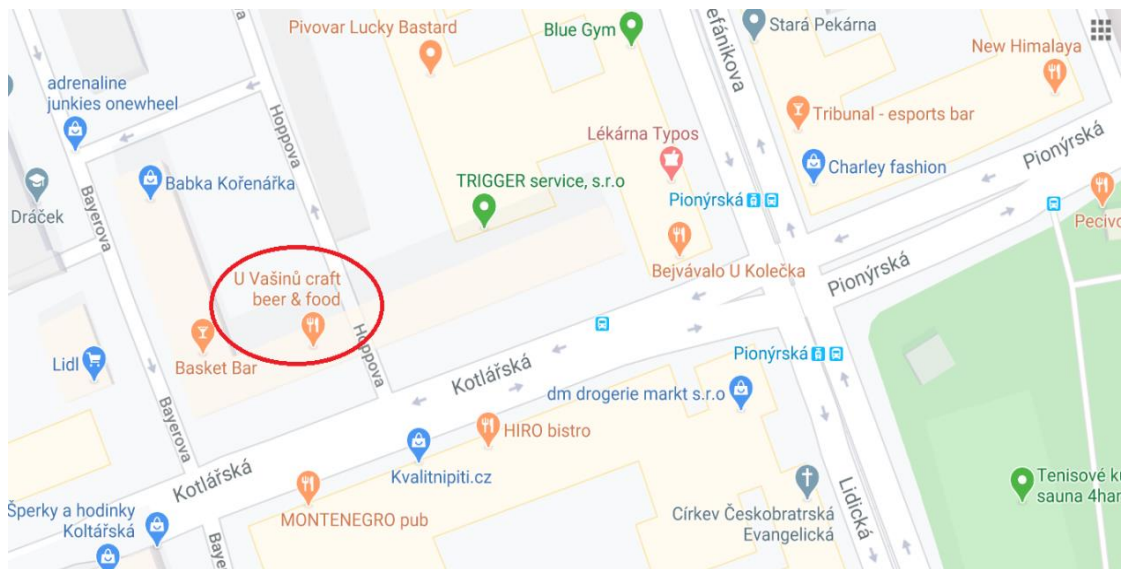 Pivovar Lucky Bastard
Blue Gym
efánikova
Stará Pekárna
New Himalaya
adrenaline
junkies onewheel
Hoppova
Tribunal - esports bar
Pionýrská
Lékárna Typos
Charley fashion
Dráček
Bayerova
Babka Kořenářka
TRIGGER service, s.r.o
Pionýrská
Pecivo
Bejvávalo U Kolečka
Pionýrská
U Vašinů craft
beer & food
Hoppova
Lidl
Basket Bar
Kotlářská
Pionýrská
dm drogerie markt s.r.o
Bayerova
HIRO bistro
Kotlářská
Kvalitnipiti.cz
Lidická
Tenisové ku
sauna 4han
Šperky a hodinky
Koltářská
MONTENEGRO pub
Církev Českobratrská
Evangelická
Baye